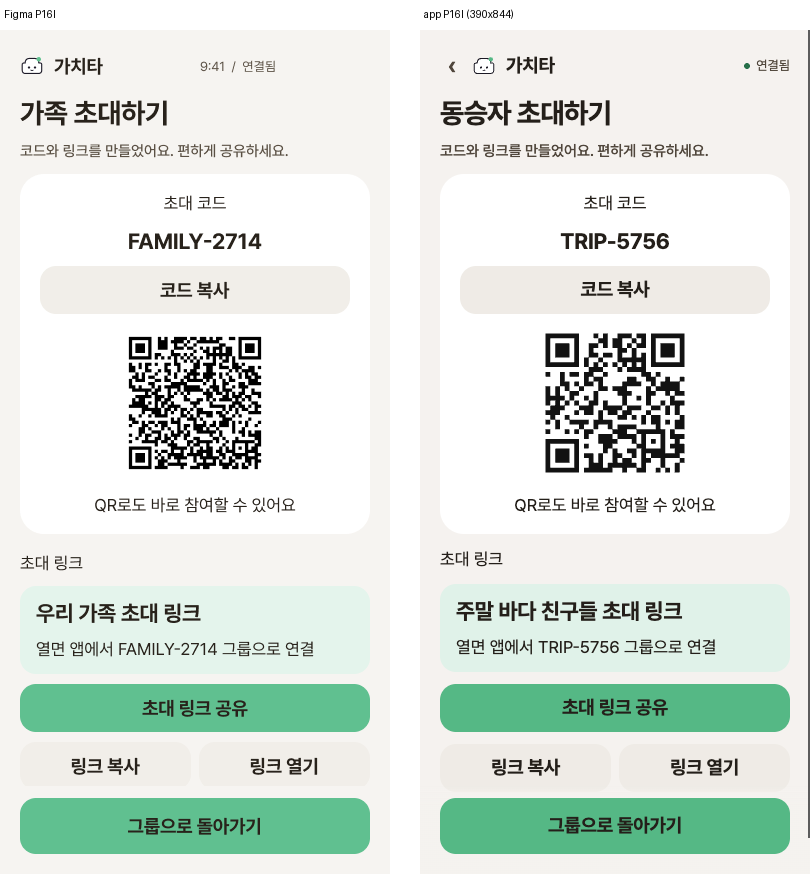 Figma P16I
가치타
9:41 / 연결됨
가족 초대하기
코드와 링크를 만들었어요. 편하게 공유하세요.
초대 코드
FAMILY-2714
코드 복사
QR로도 바로 참여할 수 있어요
초대 링크
우리 가족 초대 링크
열면 앱에서 FAMILY-2714 그룹으로 연결
초대 링크 공유
링크 복사
링크 열기
그룹으로 돌아가기
app P16I (390x844)
가치타
연결됨
동승자 초대하기
코드와 링크를 만들었어요. 편하게 공유하세요.
초대 코드
TRIP-5756
코드 복사
QR로도 바로 참여할 수 있어요
초대 링크
주말 바다 친구들 초대 링크
열면 앱에서 TRIP-5756 그룹으로 연결
초대 링크 공유
링크 복사
링크 열기
그룹으로 돌아가기